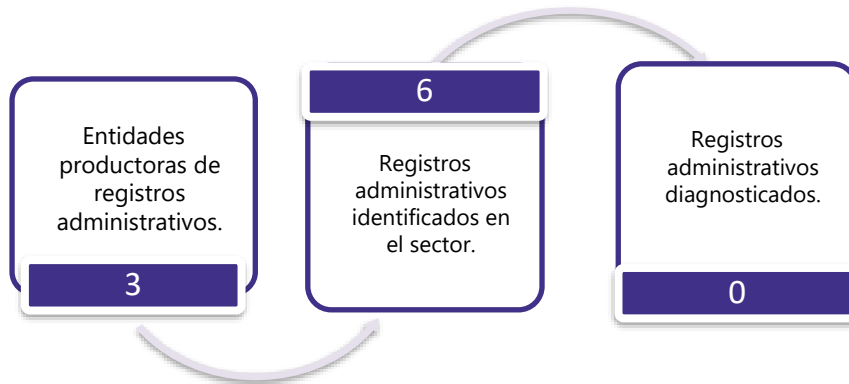 Entidades
productoras de
registros
administrativos.
3
6
Registros
administrativos
identificados en
el sector.
Registros
administrativos
diagnosticados.
0